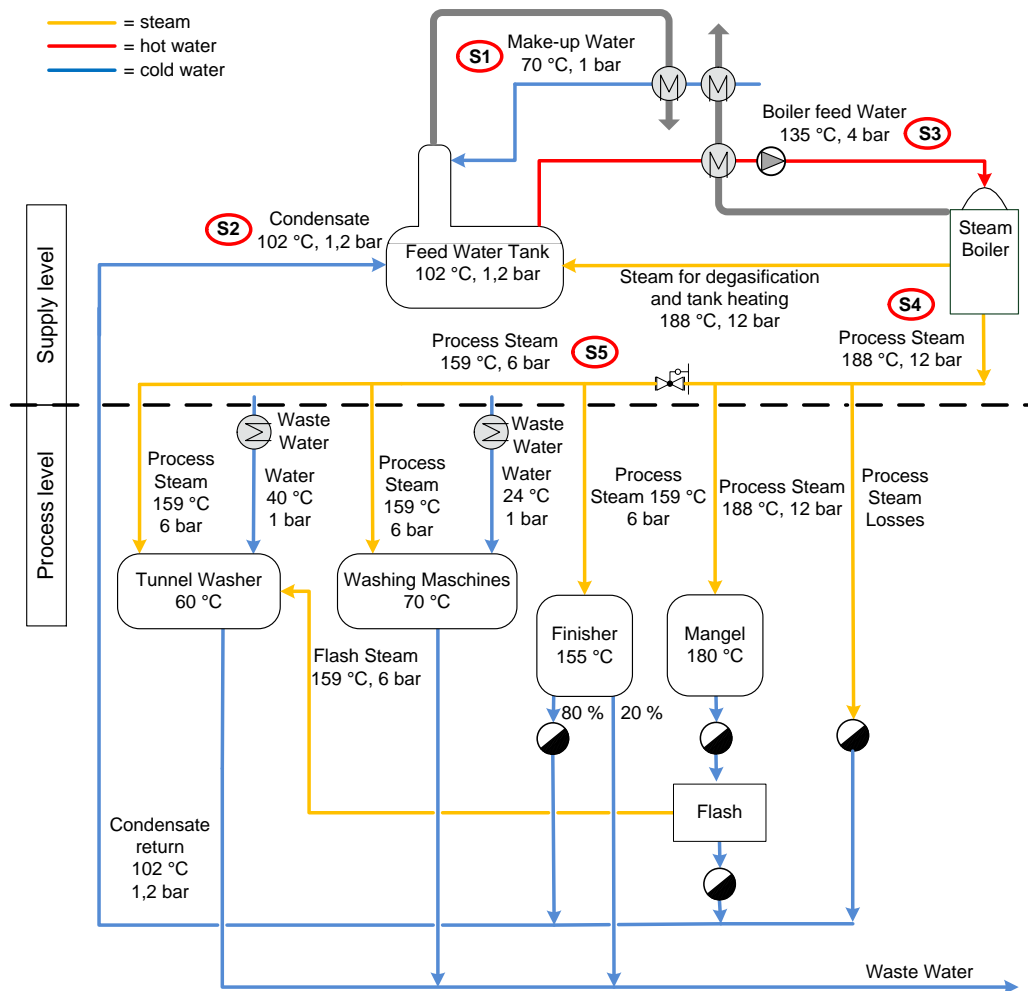 = steam
= hot water
= cold water
S1
Make-up Water
70 °C, 1 bar
Boiler feed Water
135 °C, 4 bar
S3
M
M
M
S2
Condensate
102 °C, 1,2 bar
Feed Water Tank
102 °C, 1,2 bar
Steam
Boiler
Steam for degasification
and tank heating
188 °C, 12 bar
S4
Process Steam
188 °C, 12 bar
Process Steam
159 °C, 6 bar
S5
Supply level
Process level
Process
Steam
159 °C
6 bar
Waste
Water
Water
40 °C
1 bar
Process
Steam
159 °C
6 bar
Waste
Water
Water
24 °C
1 bar
Process
Steam 159 °C
6 bar
Process Steam
188 °C, 12 bar
Process
Steam
Losses
Tunnel Washer
60 °C
Washing Maschines
70 °C
Finisher
155 °C
Mangel
180 °C
Flash Steam
159 °C, 6 bar
80 %
20 %
Flash
Condensate
return
102 °C
1,2 bar
Waste Water